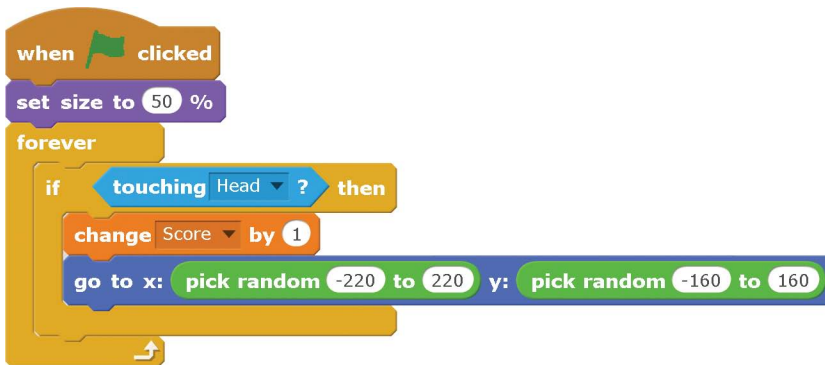 when clicked
set size to 50 %
forever
if touching Head ? then
change Score by 1
go to x: pick random -220 to 220 y: pick random -160 to 160